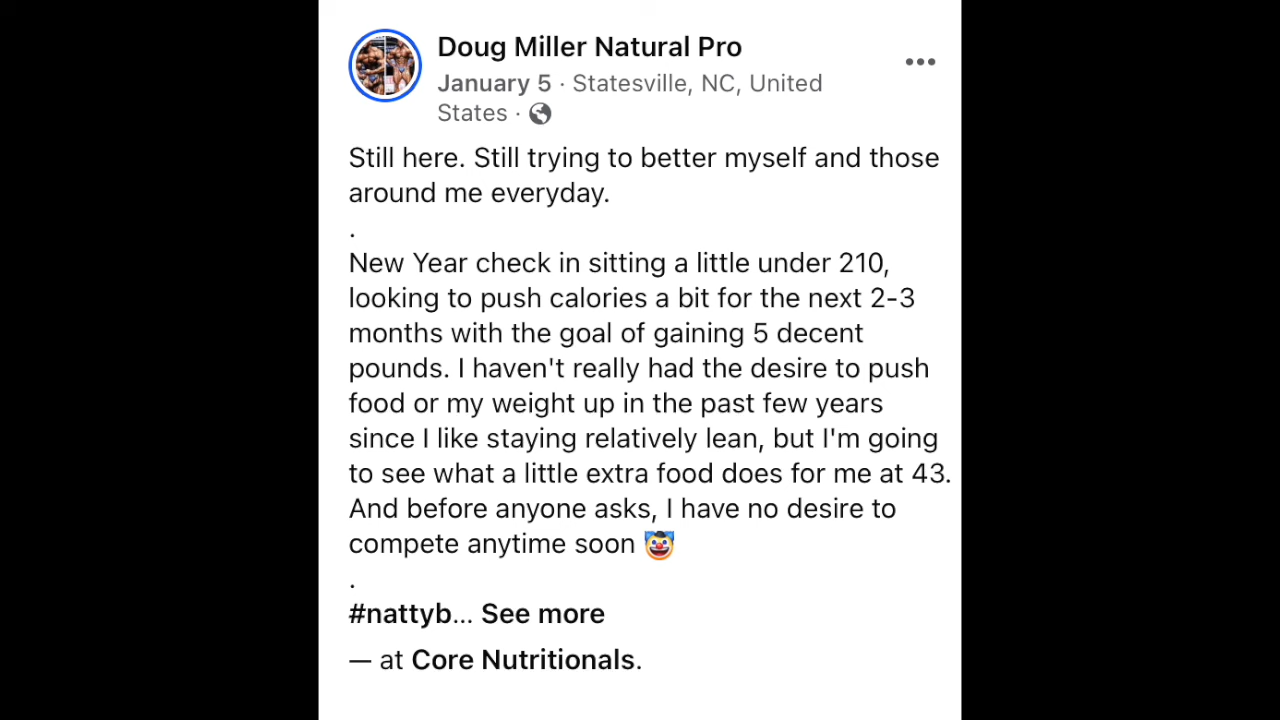 Doug Miller Natural Pro
January 5 · Statesville, NC, United
States ·
Still here. Still trying to better myself and those
around me everyday.
.
New Year check in sitting a little under 210,
looking to push calories a bit for the next 2-3
months with the goal of gaining 5 decent
pounds. I haven't really had the desire to push
food or my weight up in the past few years
since I like staying relatively lean, but I'm going
to see what a little extra food does for me at 43.
And before anyone asks, I have no desire to
compete anytime soon 🤡
.
#nattyb... See more
— at Core Nutritionals.